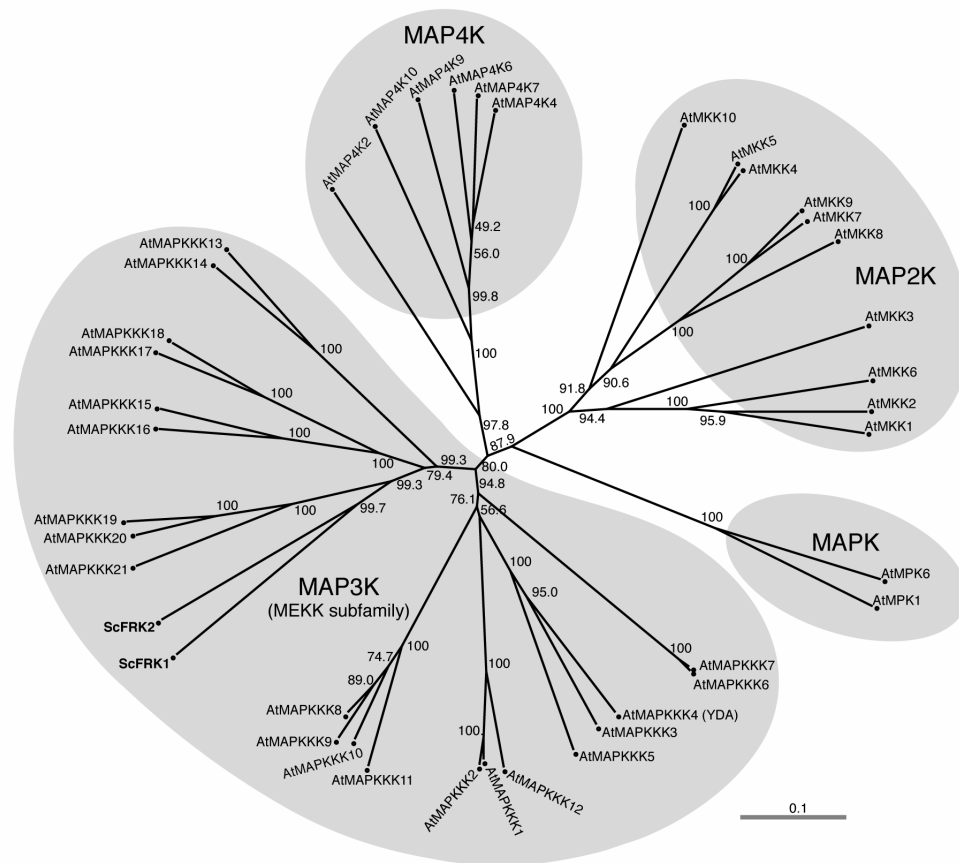 MAP4K
AtMAP4K2
AtMAP4K10
AtMAP4K9
AtMAP4K6
AtMAP4K7
AtMAP4K4
49.2
56.0
99.8
100
97.8
AtMKK10
AtMKK5
AtMKK4
100
AtMKK9
AtMKK7
AtMKK8
100
MAP2K
100
AtMKK3
AtMKK6
AtMKK2
AtMKK1
91.8
90.6
100
94.4
100
95.9
87.9
80.0
MAPK
100
AtMPK6
AtMPK1
AtMAPKKK13
AtMAPKKK14
100
AtMAPKKK18
AtMAPKKK17
100
AtMAPKKK15
AtMAPKKK16
100
100
99.3
79.4
99.3
99.7
AtMAPKKK19
AtMAPKKK20
AtMAPKKK21
100
100
ScFRK2
ScFRK1
MAP3K
(MEKK subfamily)
94.8
76.1
56.6
100
95.0
100
AtMAPKKK7
AtMAPKKK6
AtMAPKKK4 (YDA)
AtMAPKKK3
AtMAPKKK5
100
74.7
89.0
AtMAPKKK8
AtMAPKKK9
AtMAPKKK10
AtMAPKKK11
100
100
AtMAPKKK2
AtMAPKKK1
AtMAPKKK12
0.1